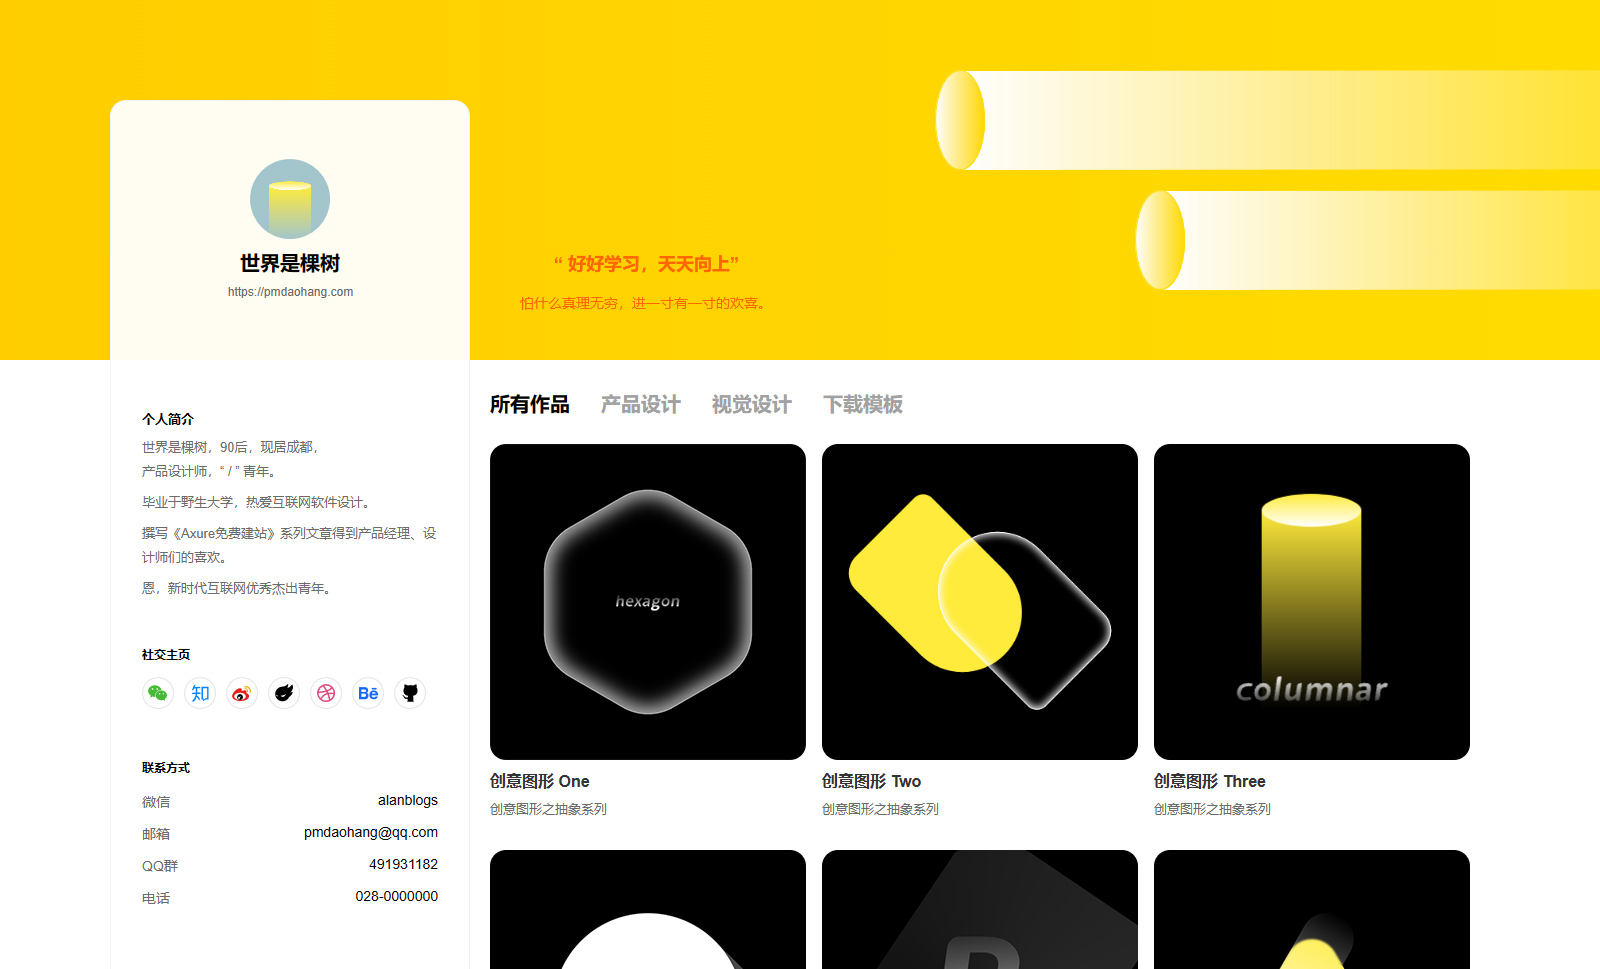 世界是棵树
https://pmdaohang.com
“ 好好学习，天天向上”
怕什么真理无穷，进一寸有一寸的欢喜。
个人简介
世界是棵树，90后，现居成都，
产品设计师，“ / ” 青年。
毕业于野生大学，热爱互联网软件设计。
撰写《Axure免费建站》系列文章得到产品经理、设
计师们的喜欢。
恩，新时代互联网优秀杰出青年。
社交主页
知
Bē
联系方式
微信 alanblogs
邮箱 pmdaohang@qq.com
QQ群 491931182
电话 028-0000000
所有作品 产品设计 视觉设计 下载模板
hexagon
columnar
创意图形 One
创意图形之抽象系列
创意图形 Two
创意图形之抽象系列
创意图形 Three
创意图形之抽象系列